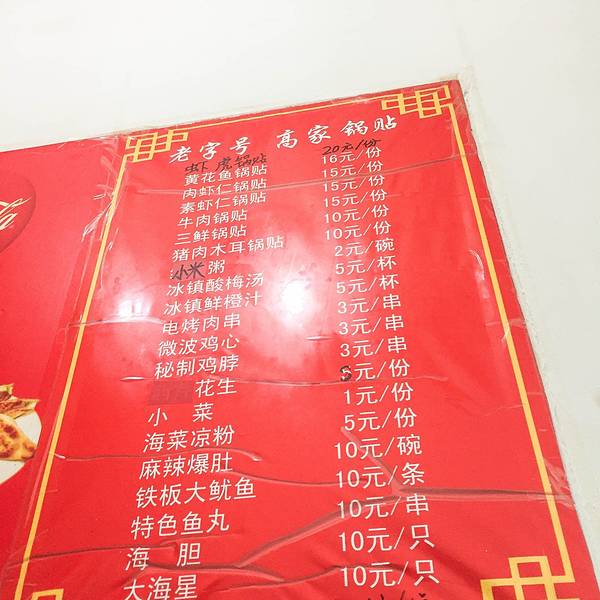 老字号 高家锅贴
虾虎锅贴 20元/份
黄花鱼锅贴 16元/份
肉虾仁锅贴 15元/份
素虾仁锅贴 15元/份
牛肉锅贴 15元/份
三鲜锅贴 10元/份
猪肉木耳锅贴 10元/份
小米粥 2元/碗
冰镇酸梅汤 5元/杯
冰镇鲜橙汁 5元/杯
电烤肉串 3元/串
微波鸡心 3元/串
秘制鸡脖 3元/串
花生 5元/份
小菜 1元/份
海菜凉粉 5元/份
麻辣爆肚 10元/碗
铁板大鱿鱼 10元/条
特色鱼丸 10元/串
海胆 10元/只
大海星 10元/只